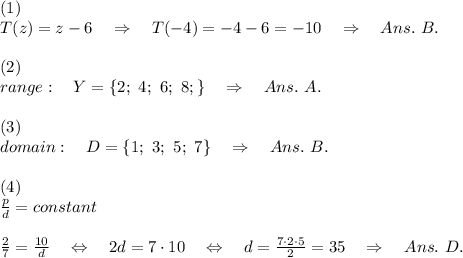 (1)
T(z) = z − 6 ⇒ T(−4) = −4 − 6 = −10 ⇒ Ans. B.
(2)
range : Y = {2; 4; 6; 8; } ⇒ Ans. A.
(3)
domain : D = {1; 3; 5; 7} ⇒ Ans. B.
(4)
p/d = constant
2/7 = 10/d ⇔ 2d = 7 · 10 ⇔ d = 7·2·5/2 = 35 ⇒ Ans. D.